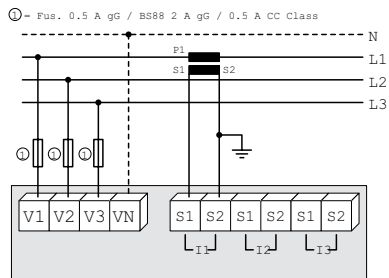 ① - Fus. 0.5 A gG / BS88 2 A gG / 0.5 A CC Class
N
P1
L1
S1 S2
L2
L3
① ① ①
V1 V2 V3 VN S1 S2 S1 S2 S1 S2
I1 I2 I3